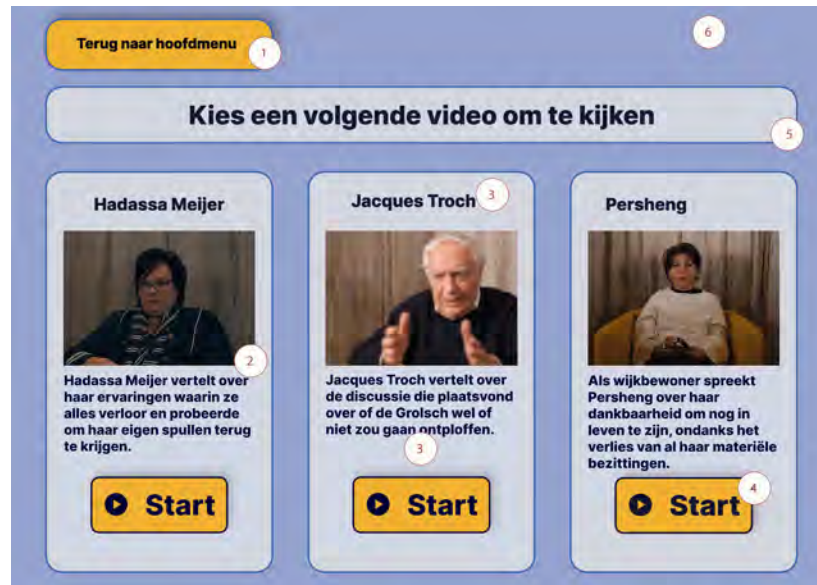 Terug naar hoofdmenu
1
6
Kies een volgende video om te kijken
5
Hadassa Meijer
2
Hadassa Meijer vertelt over
haar ervaringen waarin ze
alles verloor en probeerde
om haar eigen spullen terug
te krijgen.
Start
Jacques Troch
3
Jacques Troch vertelt over
de discussie die plaatsvond
over of de Grolsch wel of
niet zou gaan ontploffen.
3
Start
Persheng
Als wijkbewoner spreekt
Persheng over haar
dankbaarheid om nog in
leven te zijn, ondanks het
verlies van al haar materiële
bezittingen.
4
Start